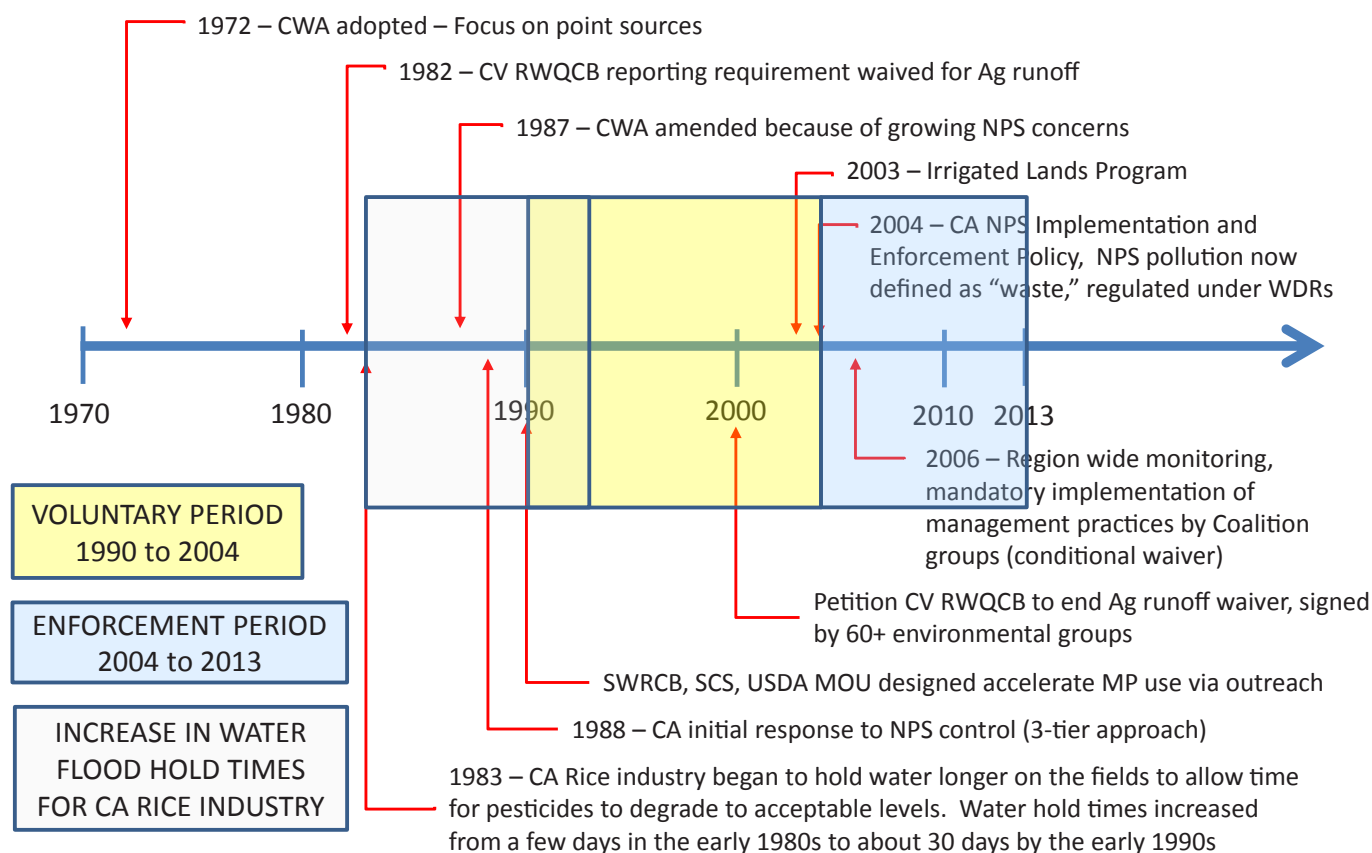 1972 – CWA adopted – Focus on point sources
1982 – CV RWQCB reporting requirement waived for Ag runoff
1987 – CWA amended because of growing NPS concerns
2003 – Irrigated Lands Program
2004 – CA NPS Implementation and
Enforcement Policy, NPS pollution now
defined as “waste,” regulated under WDRs
1970
1980
1990
2000
2010
2013
2006 – Region wide monitoring,
mandatory implementation of
management practices by Coalition
groups (conditional waiver)
VOLUNTARY PERIOD
1990 to 2004
Petition CV RWQCB to end Ag runoff waiver, signed
by 60+ environmental groups
ENFORCEMENT PERIOD
2004 to 2013
SWRCB, SCS, USDA MOU designed accelerate MP use via outreach
1988 – CA initial response to NPS control (3-tier approach)
INCREASE IN WATER
FLOOD HOLD TIMES
FOR CA RICE INDUSTRY
1983 – CA Rice industry began to hold water longer on the fields to allow time
for pesticides to degrade to acceptable levels. Water hold times increased
from a few days in the early 1980s to about 30 days by the early 1990s